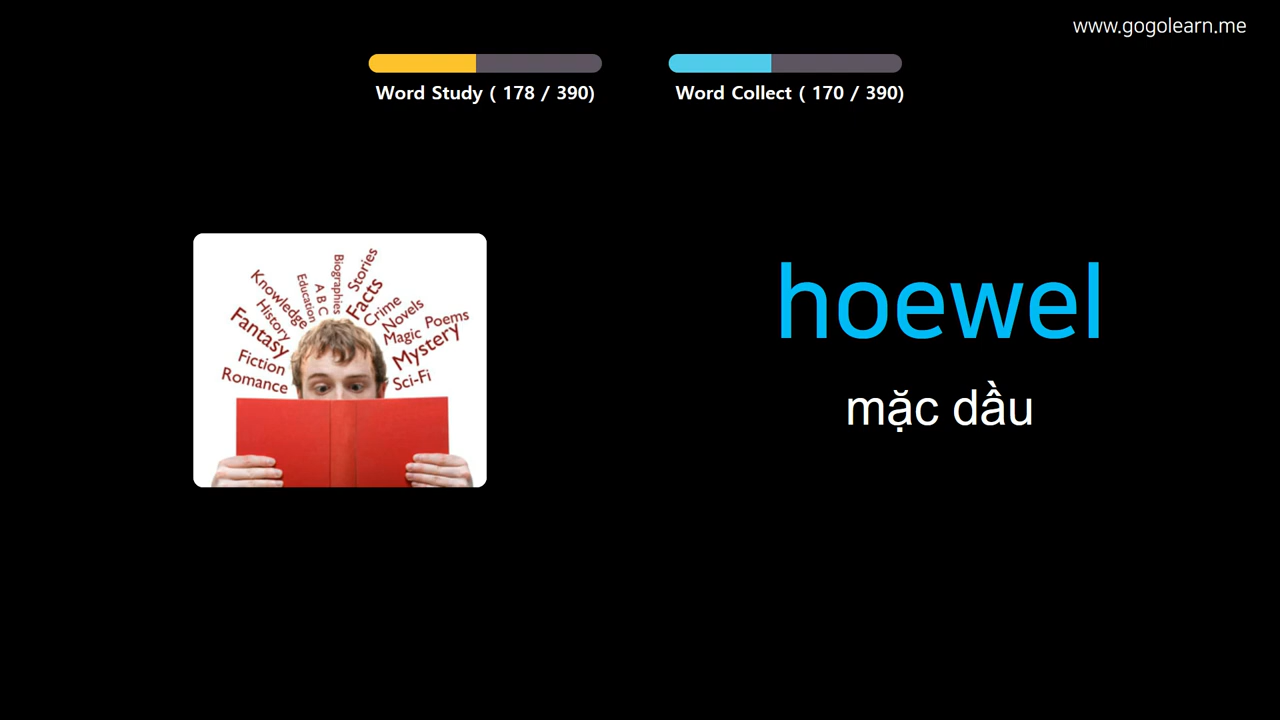 www.gogolearn.me
Word Study ( 178 / 390)
Word Collect ( 170 / 390)
hoewel
mặc dầu
Knowledge
History
Fantasy
Fiction
Romance
Education
A B C
Biographies
Stories
Facts
Crime
Novels
Magic
Poems
Mystery
Sci-Fi